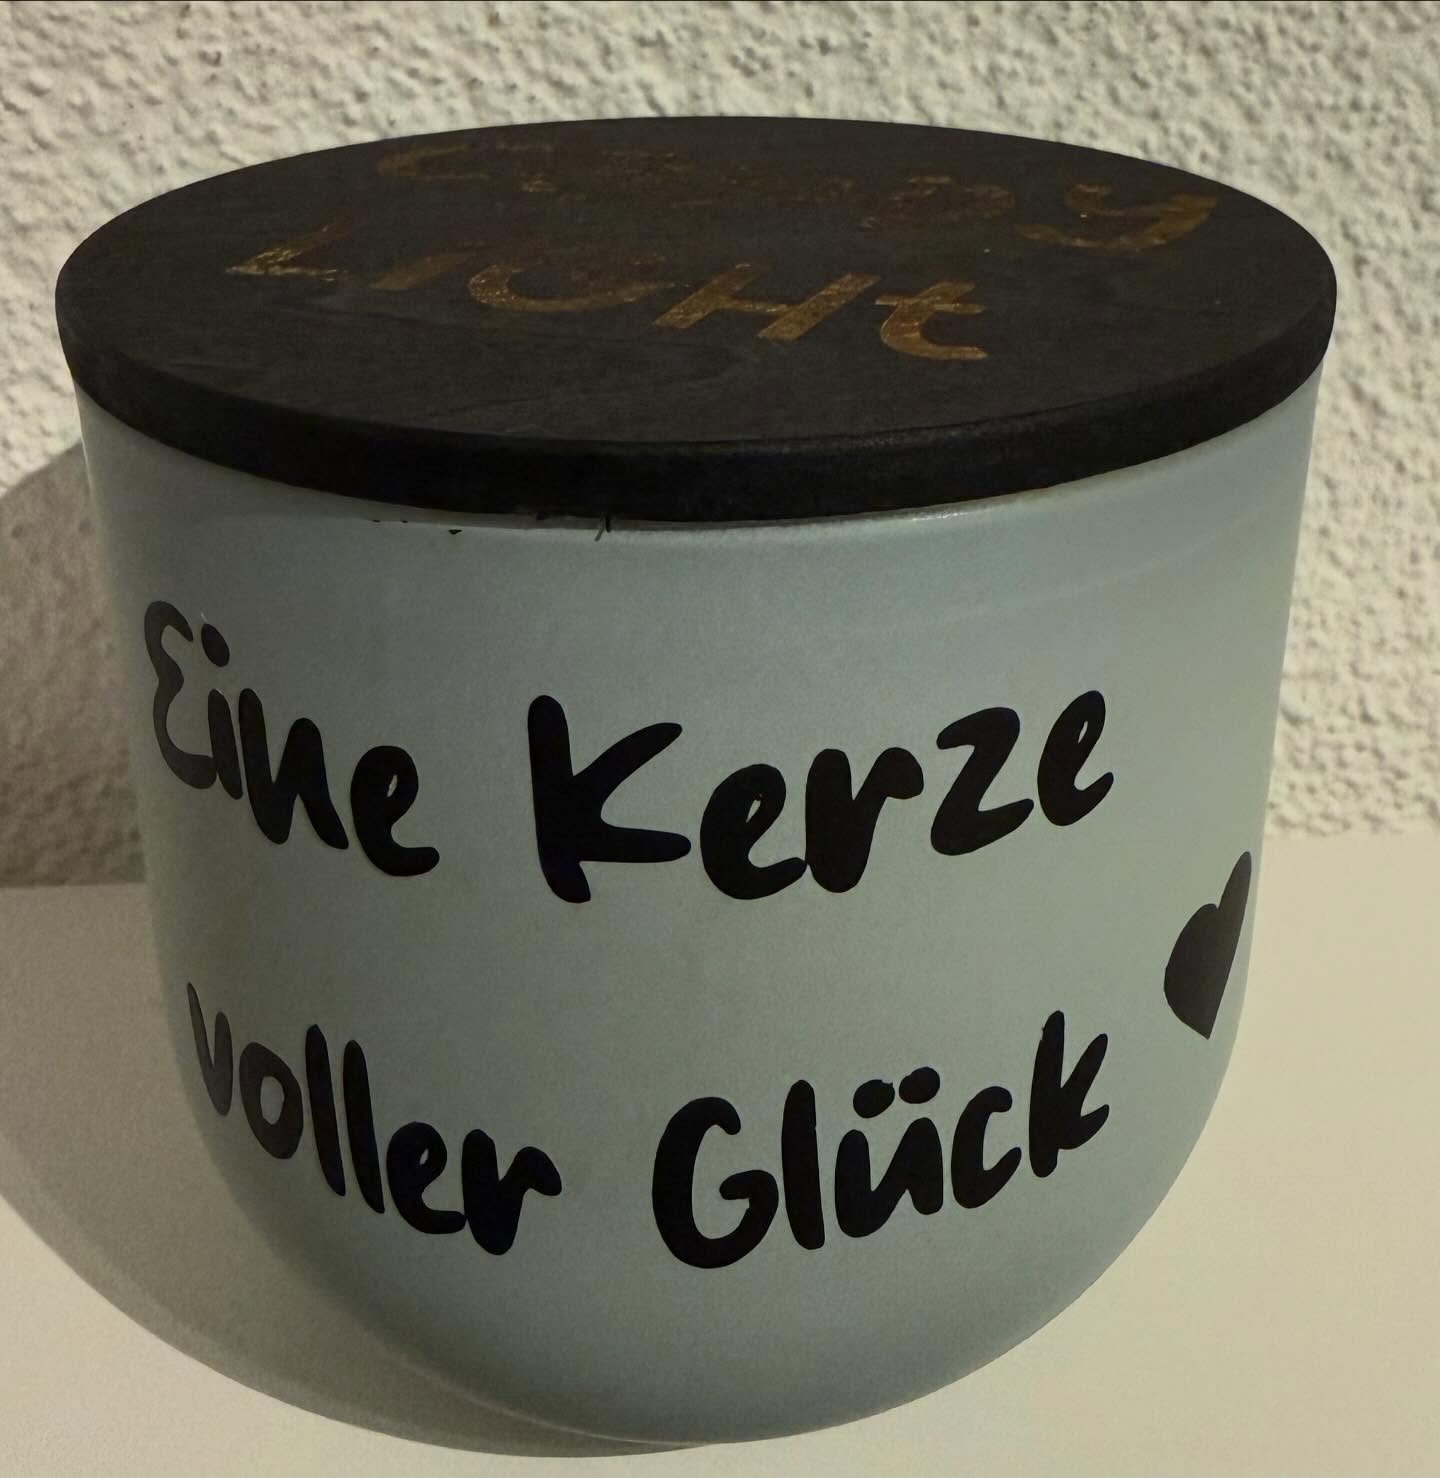 LICHt
Eine Kerze
voller Glück